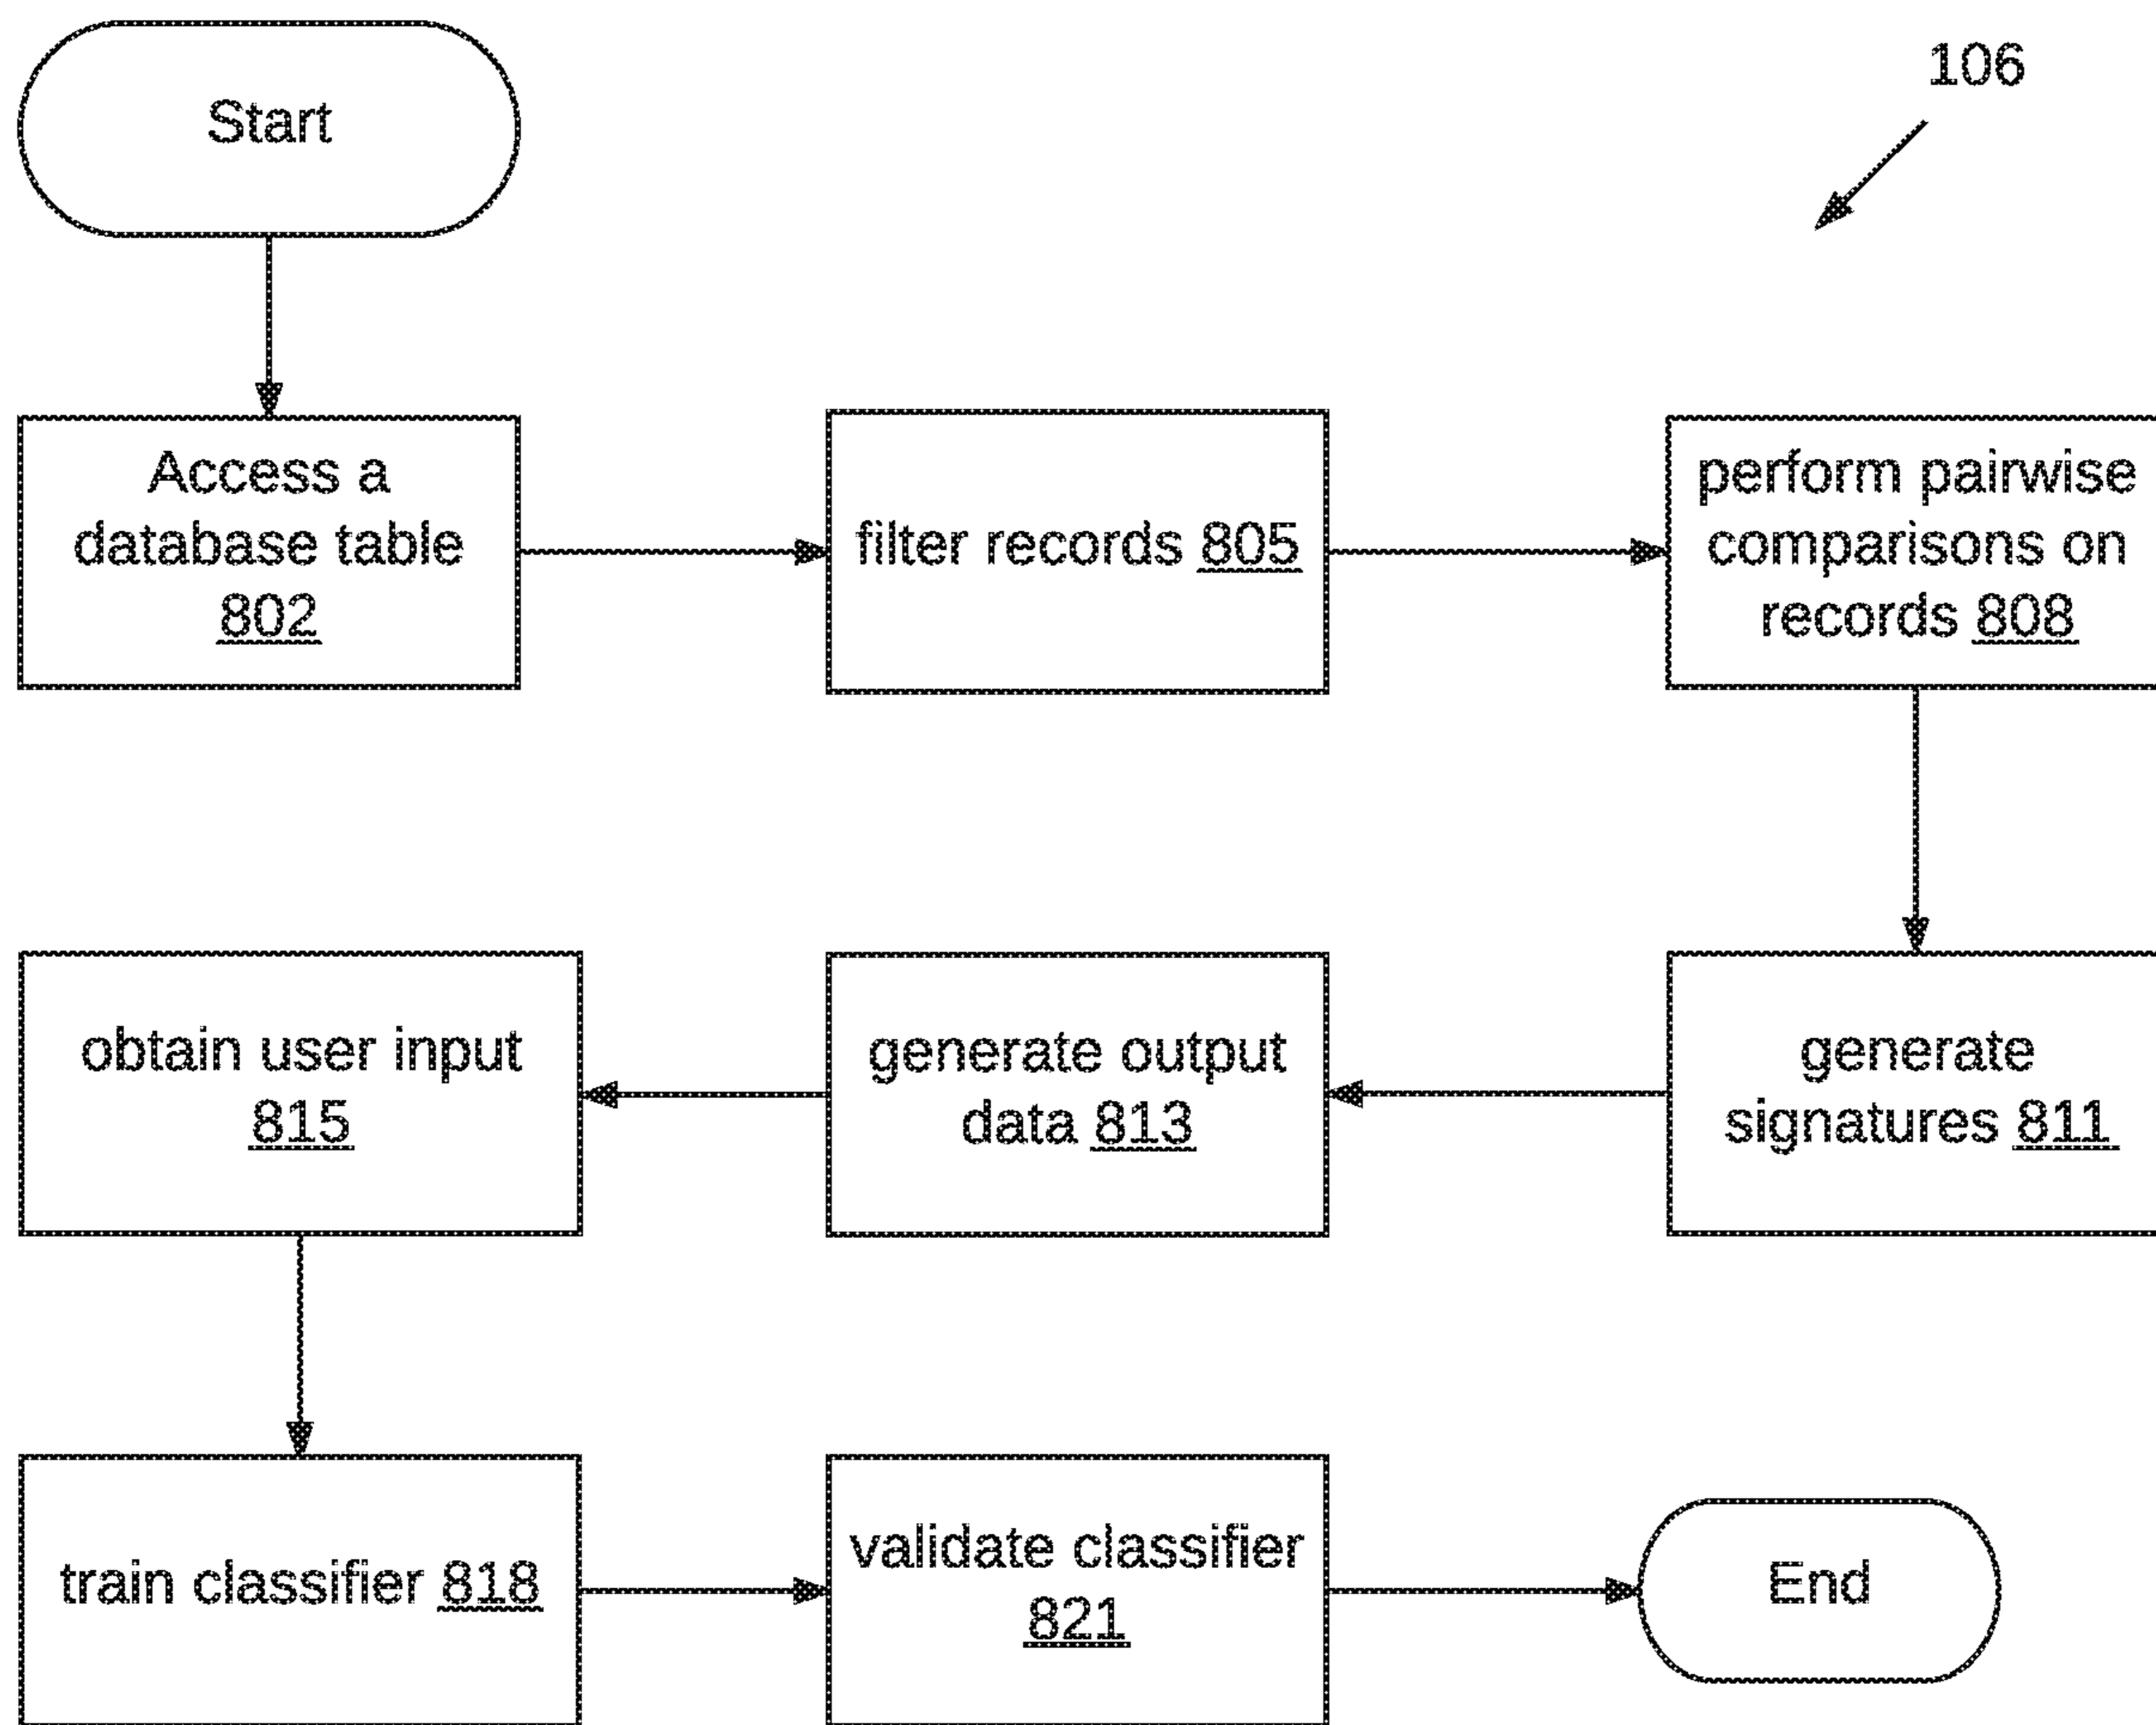 Start
106
Access a
database table
802
filter records 805
perform pairwise
comparisons on
records 808
obtain user input
815
generate output
data 813
generate
signatures 811
train classifier 818
validate classifier
821
End